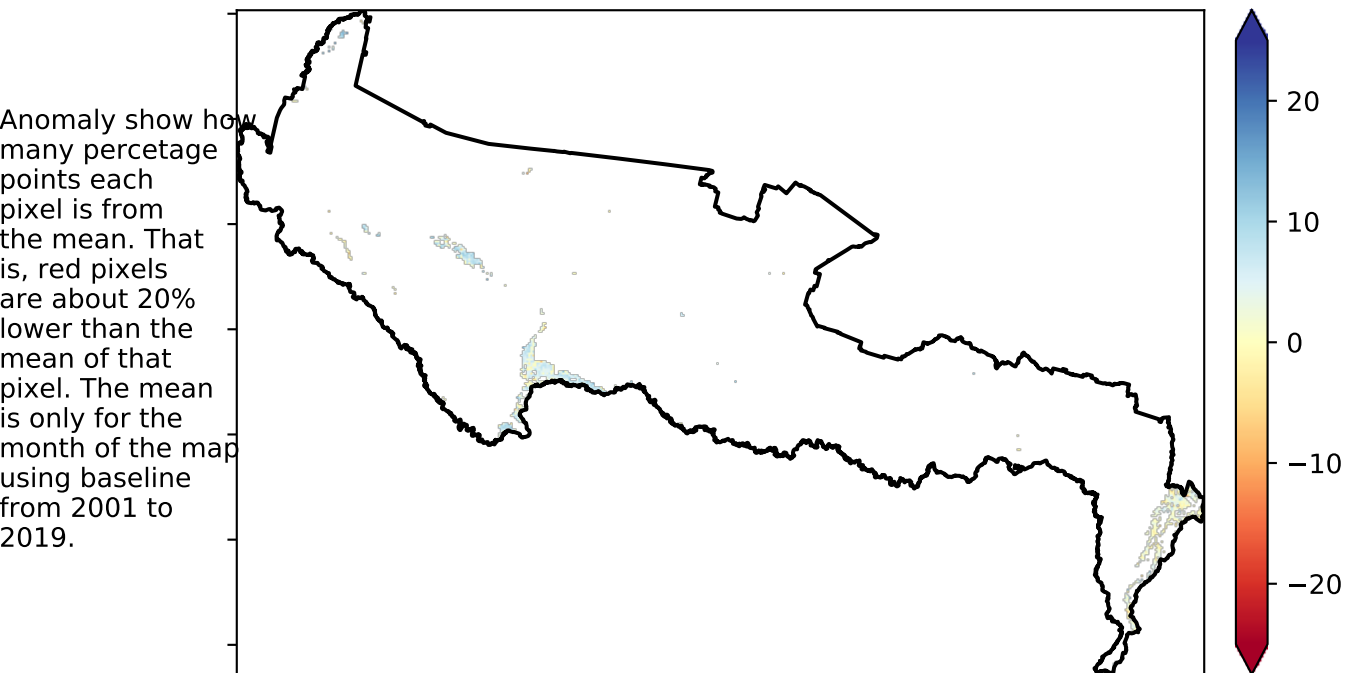 Anomaly show how
many percetage
points each
pixel is from
the mean. That
is, red pixels
are about 20%
lower than the
mean of that
pixel. The mean
is only for the
month of the map
using baseline
from 2001 to
2019.
20
10
0
−10
−20